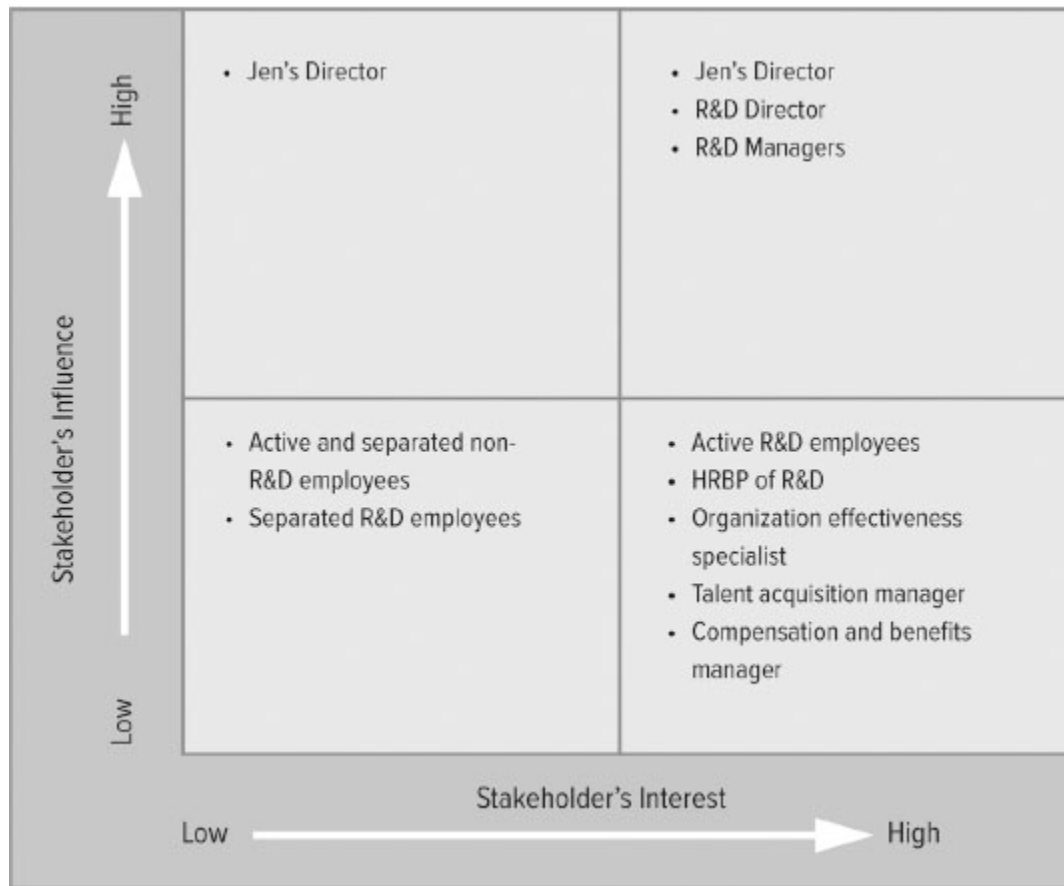 High
Stakeholder's Influence
Low
• Jen's Director
• Jen's Director
• R&D Director
• R&D Managers
• Active and separated non-
R&D employees
• Separated R&D employees
• Active R&D employees
• HRBP of R&D
• Organization effectiveness
specialist
• Talent acquisition manager
• Compensation and benefits
manager
Stakeholder's Interest
Low
High